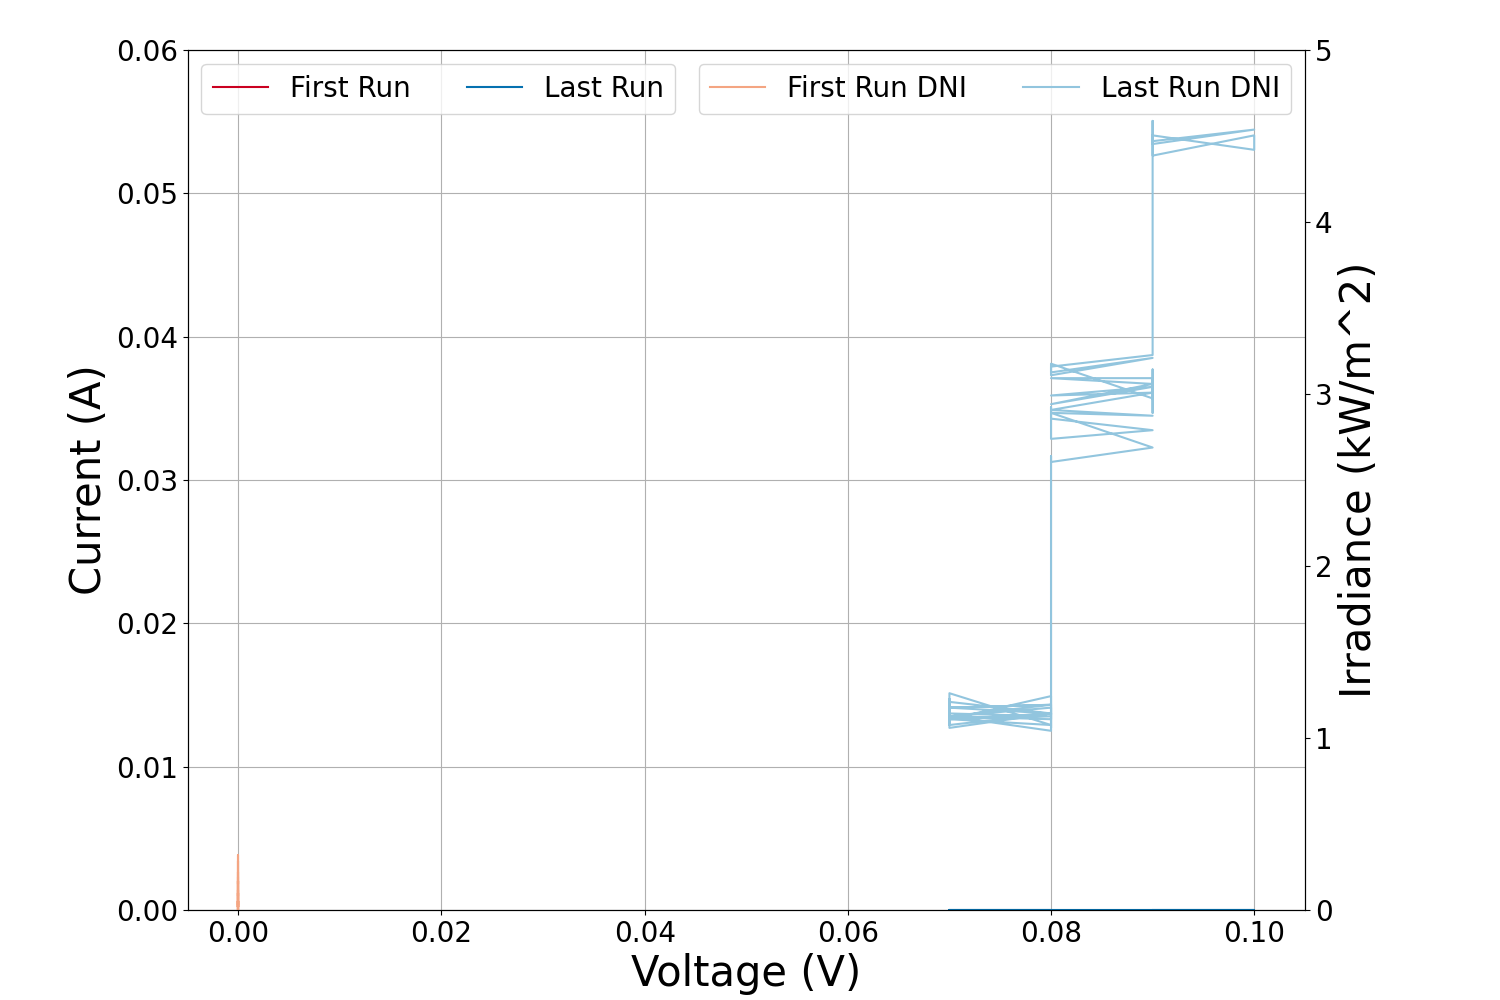 First Run
Last Run
First Run DNI
Last Run DNI
Current (A)
0.06
0.05
0.04
0.03
0.02
0.01
0.00
5
4
3
2
1
0
Irradiance (kW/m^2)
0.00
0.02
0.04
0.06
0.08
0.10
Voltage (V)